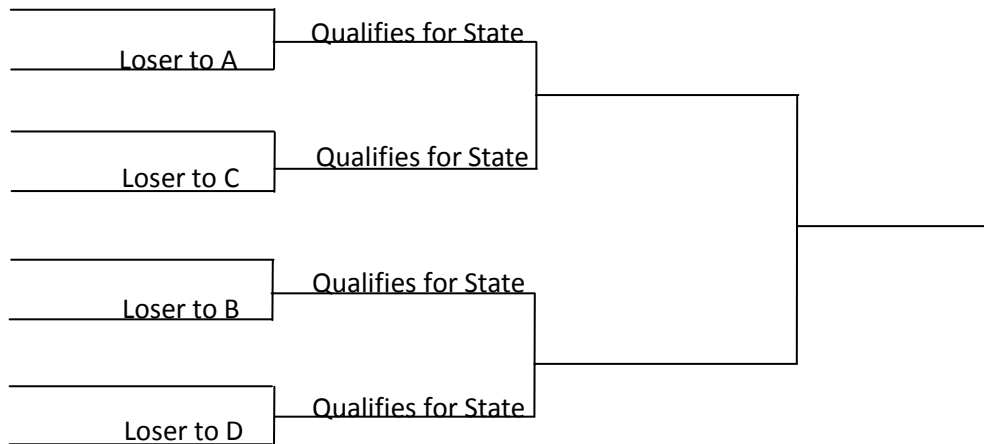 Qualifies for State
Loser to A
Qualifies for State
Loser to C
Qualifies for State
Loser to B
Qualifies for State
Loser to D